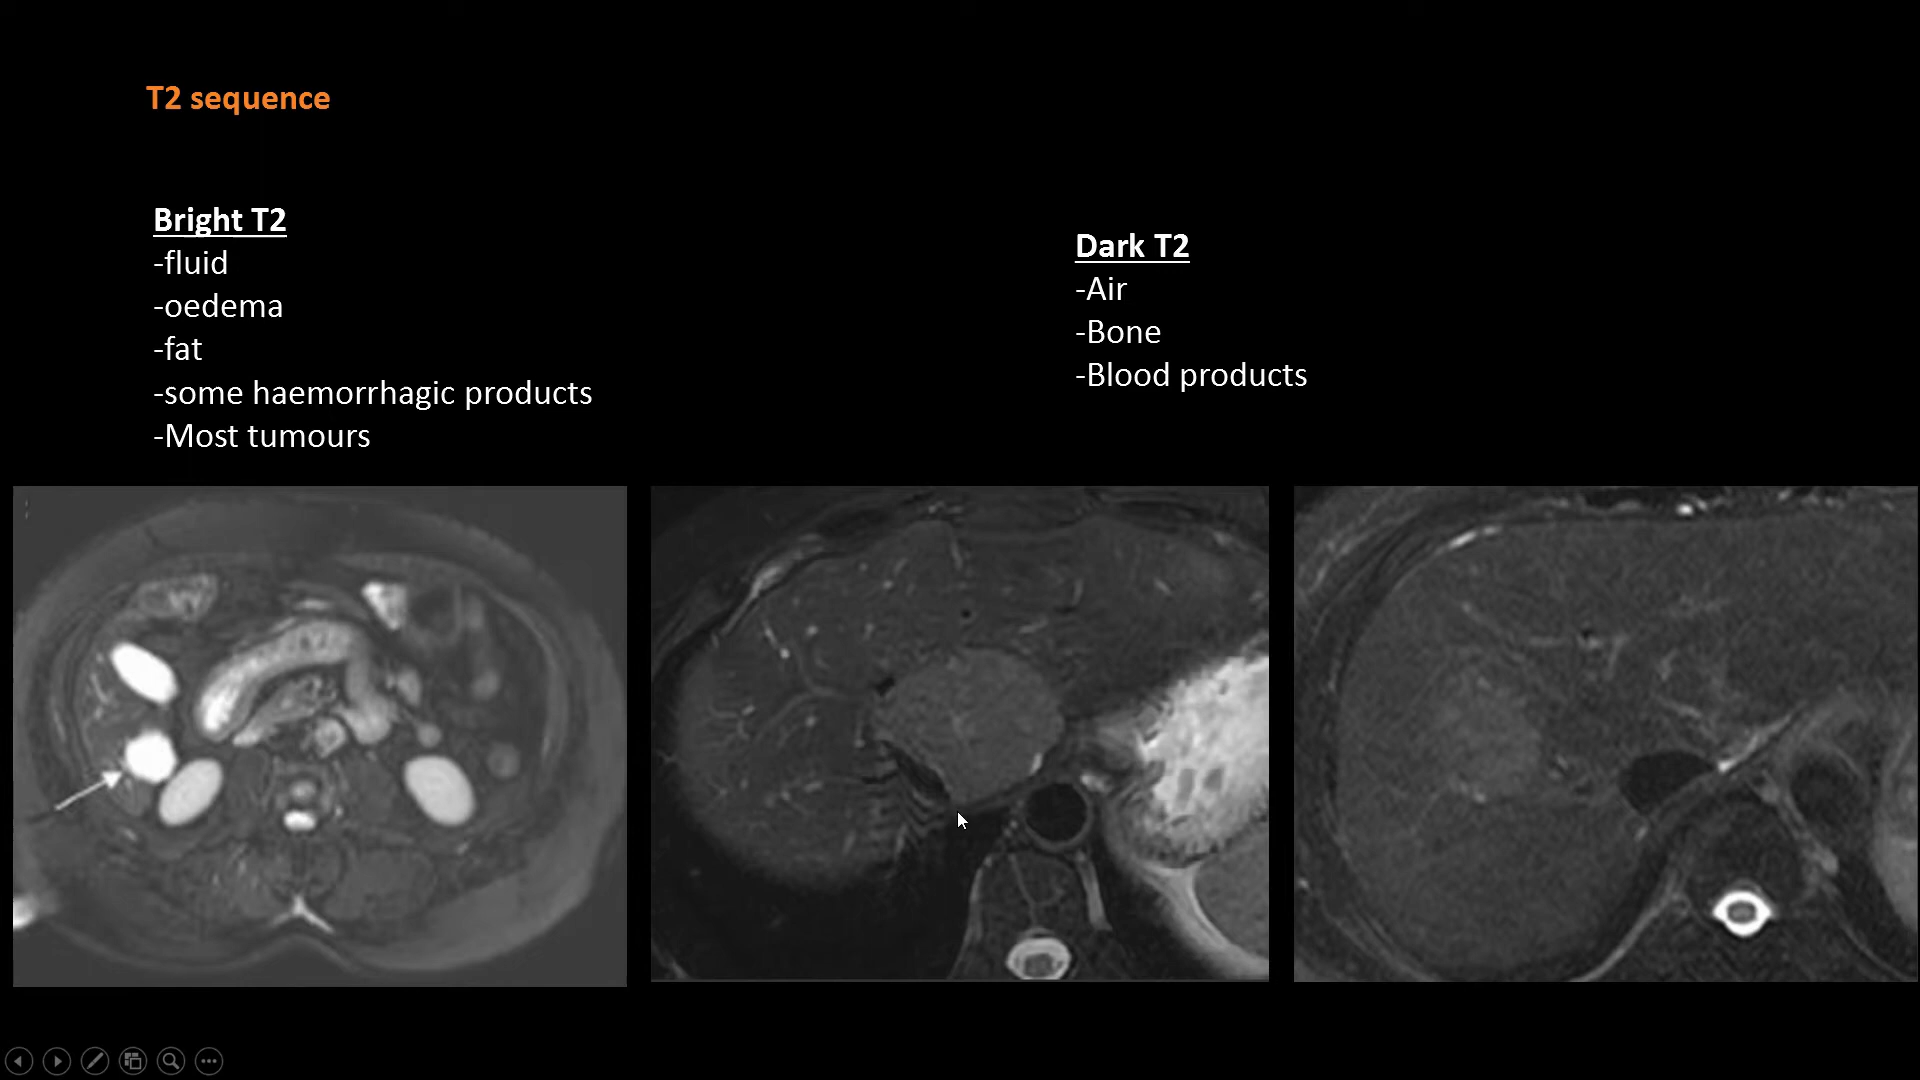 T2 sequence
Bright T2
-fluid
-oedema
-fat
-some haemorrhagic products
-Most tumours
Dark T2
-Air
-Bone
-Blood products